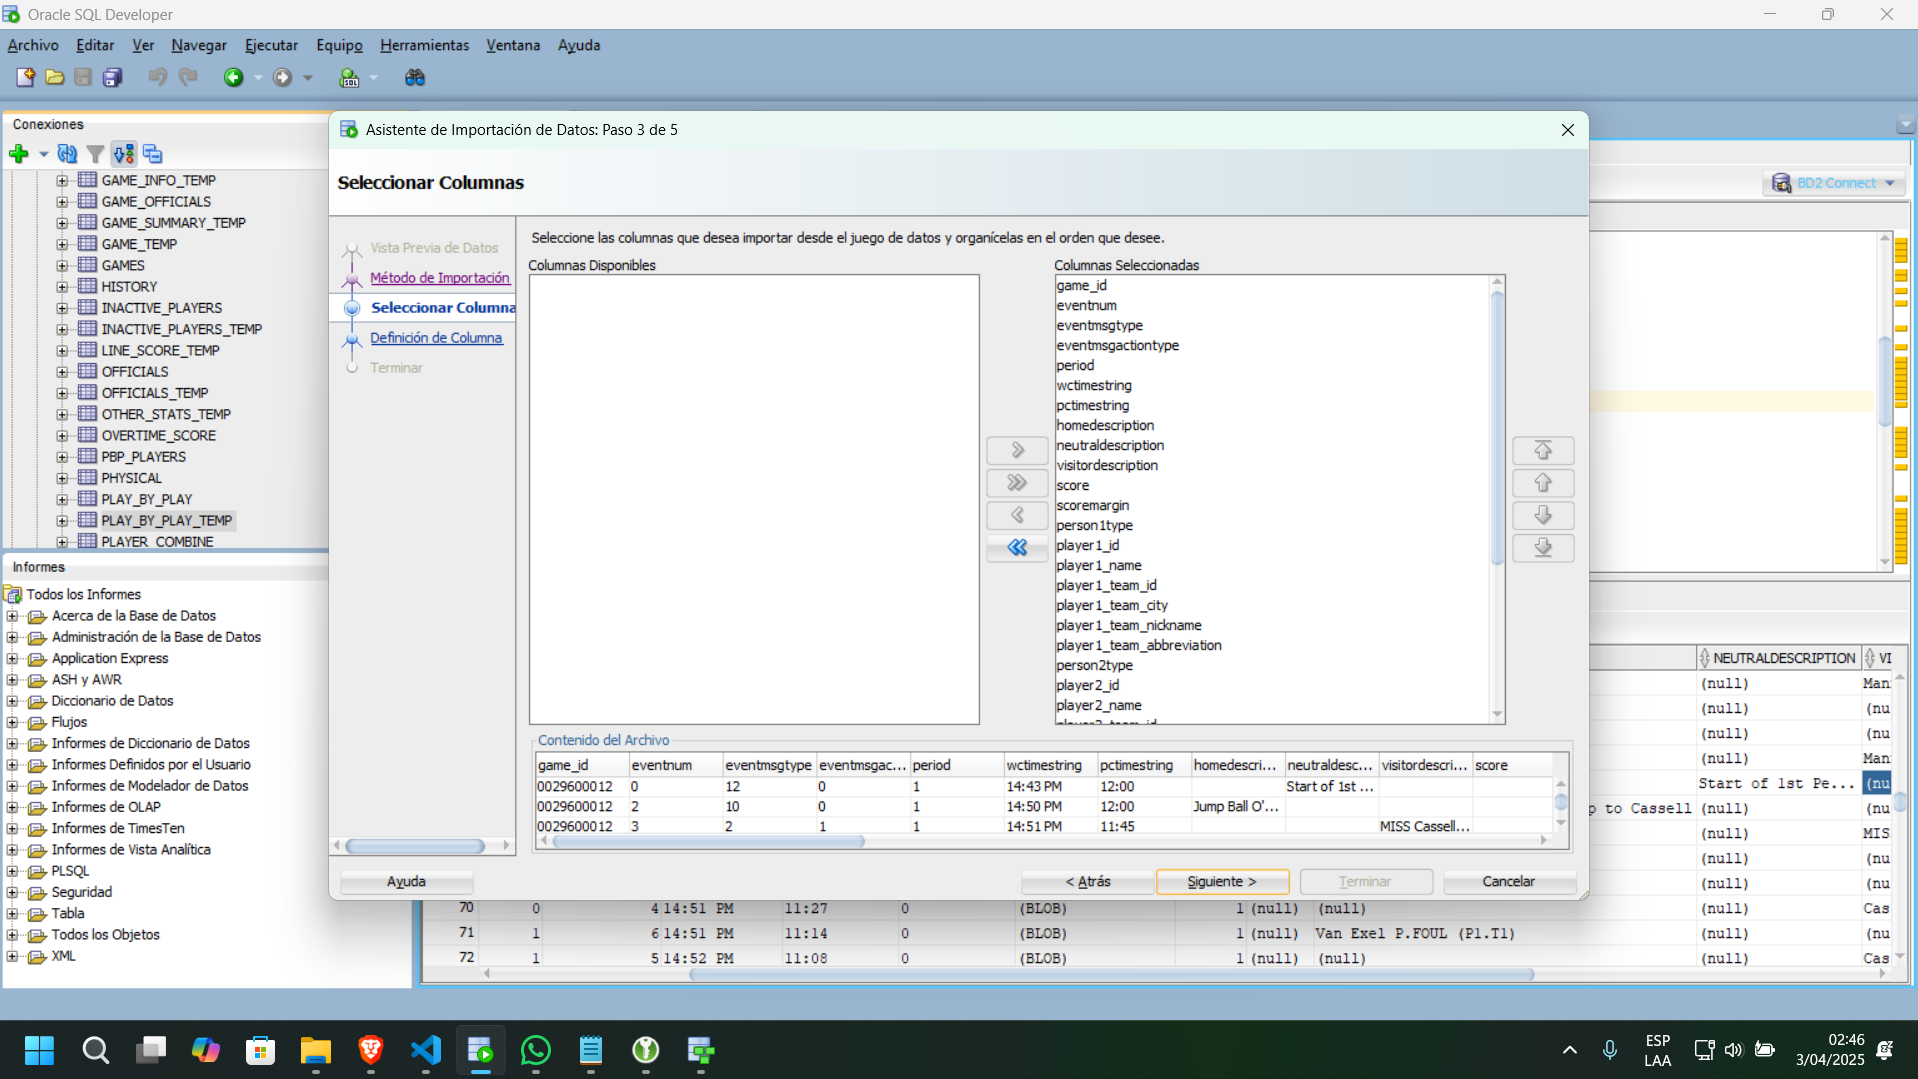 Oracle SQL Developer
Archivo Editar Ver Navegar Ejecutar Equipo Herramientas Ventana Ayuda
Conexiones
GAME_INFO_TEMP
GAME_OFFICIALS
GAME_SUMMARY_TEMP
GAME_TEMP
GAMES
HISTORY
INACTIVE_PLAYERS
INACTIVE_PLAYERS_TEMP
LINE_SCORE_TEMP
OFFICIALS
OFFICIALS_TEMP
OTHER_STATS_TEMP
OVERTIME_SCORE
PBP_PLAYERS
PHYSICAL
PLAY_BY_PLAY
PLAY_BY_PLAY_TEMP
PLAYER_COMBINE
Informes
Todos los Informes
Acerca de la Base de Datos
Administración de la Base de Datos
Application Express
ASH y AWR
Diccionario de Datos
Flujos
Informes de Diccionario de Datos
Informes Definidos por el Usuario
Informes de Modelador de Datos
Informes de OLAP
Informes de TimesTen
Informes de Vista Analítica
PLSQL
Seguridad
Tabla
Todos los Objetos
XML
Asistente de Importación de Datos: Paso 3 de 5
Seleccionar Columnas
Vista Previa de Datos
Método de Importación
Seleccionar Columna
Definición de Columna
Terminar
Seleccione las columnas que desea importar desde el juego de datos y organícelas en el orden que desee.
Columnas Disponibles
Columnas Seleccionadas
game_id
eventnum
eventmsgtype
eventmsgactiontype
period
wctimestring
pctimestring
homedescription
neutraldescription
visitordescription
score
scoremargin
person1type
player1_id
player1_name
player1_team_id
player1_team_city
player1_team_nickname
player1_team_abbreviation
person2type
player2_id
player2_name
player2_team_id
Contenido del Archivo
game_id eventnum eventmsgtype eventmsgac... period wctimestring pctimestring homedescri... neutraldesc... visitordescri... score
0029600012 0 12 0 1 14:43 PM 12:00 Start of 1st ...
0029600012 2 10 0 1 14:50 PM 12:00 Jump Ball O'...
0029600012 3 2 1 1 14:51 PM 11:45 MISS Cassell...
Ayuda < Atrás Siguiente > Terminar Cancelar
BD2 Connect
NEUTRALDESCRIPTION VI
(null) Man
(null) (nu
(null) (nu
(null) Man
Start of 1st Pe... (nu
p to Cassell (null) (nu
(null) MIS
(null) (nu
(null) (nu
70 0 4 14:51 PM 11:27 0 (BLOB) 1 (null) (null) (null) Cas
71 1 6 14:51 PM 11:14 0 (BLOB) 1 (null) Van Exel P.FOUL (P1.T1) (null) (nu
72 1 5 14:52 PM 11:08 0 (BLOB) 1 (null) (null) (null) Cas
ESP
LAA
02:46
3/04/2025